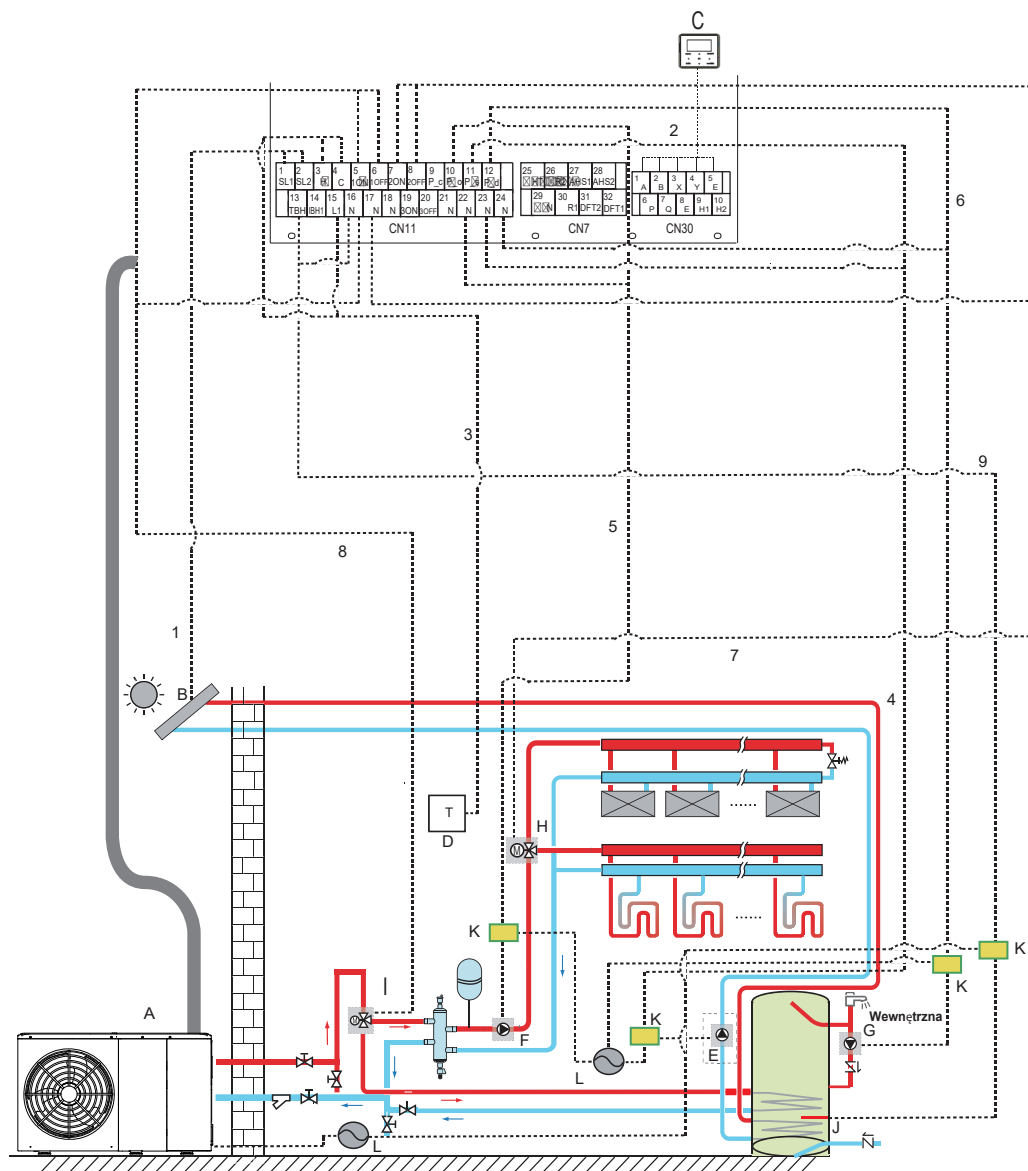 C
2
1 2 3 4 5 6 7 8 9 10 11 12
SL1 SL2 C 1OFF 2ON 2OFF P_c
25 26 27 28
AHS2
1 2 3 4 5
A B X Y E
6 7 8 9 10
P Q E H1 H2
13 14 15 16 17 18 19 20 21 22 23 24
TBH IBH1 L1 N N N 3ON 3OFF N N N N
29 30 31 32
N R1 DFT2 DFT1
6
CN11
CN7
CN30
3
9
5
8
1
7
B
4
T
D
H
M
K
K
K
A
I
M
F
K
E
G
Wewnętrzna
L
J
L